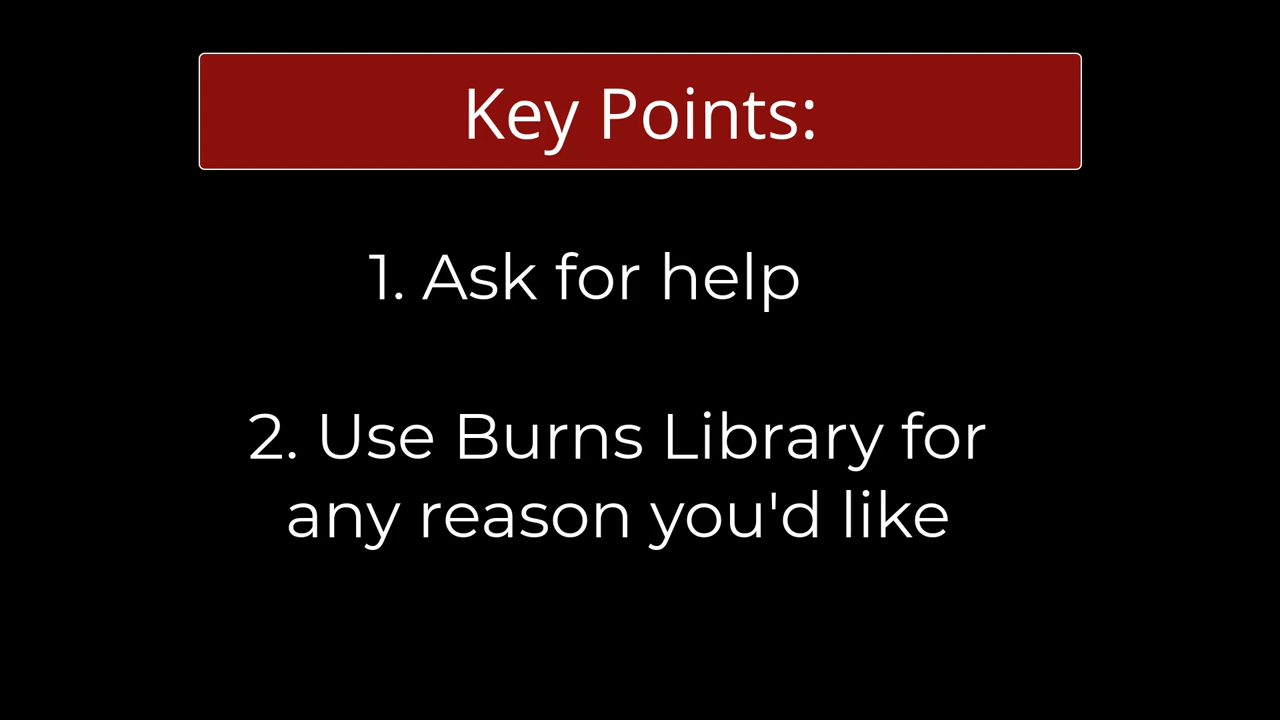 Key Points:
1. Ask for help
2. Use Burns Library for
any reason you'd like